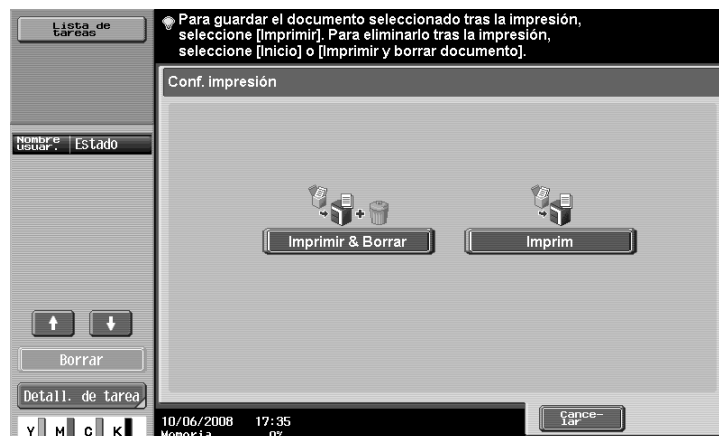 Lista de
tareas
Para guardar el documento seleccionado tras la impresión,
seleccione [Imprimir]. Para eliminarlo tras la impresión,
seleccione [Inicio] o [Imprimir y borrar documento].
Conf. impresión
Nombre
usuar.
Estado
Imprimir & Borrar
Imprim
Borrar
Detall. de tarea
10/06/2008 17:35
Memoria 0%
Cance-
lar
Y M C K